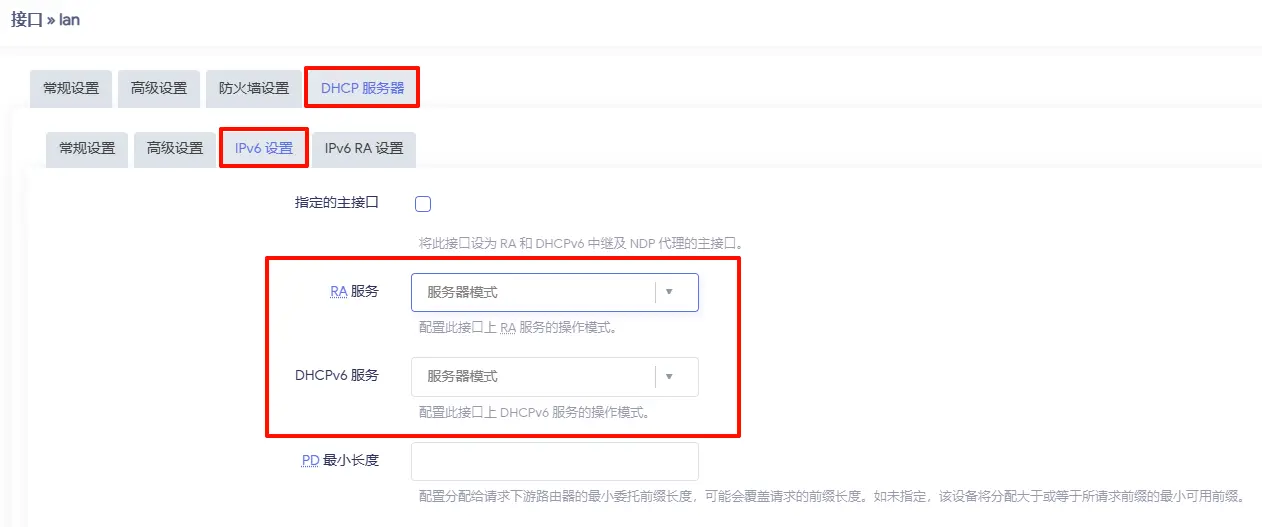 接口 » lan
常规设置 高级设置 防火墙设置 DHCP 服务器
常规设置 高级设置 IPv6 设置 IPv6 RA 设置
指定的主接口
将此接口设为 RA 和 DHCPv6 中继及 NDP 代理的主接口。
RA 服务 服务器模式
配置此接口上 RA 服务的操作模式。
DHCPv6 服务 服务器模式
配置此接口上 DHCPv6 服务的操作模式。
PD 最小长度
配置分配给请求下游路由器的最小委托前缀长度，可能会覆盖请求的前缀长度。如未指定，该设备将分配大于或等于所请求前缀的最小可用前缀。